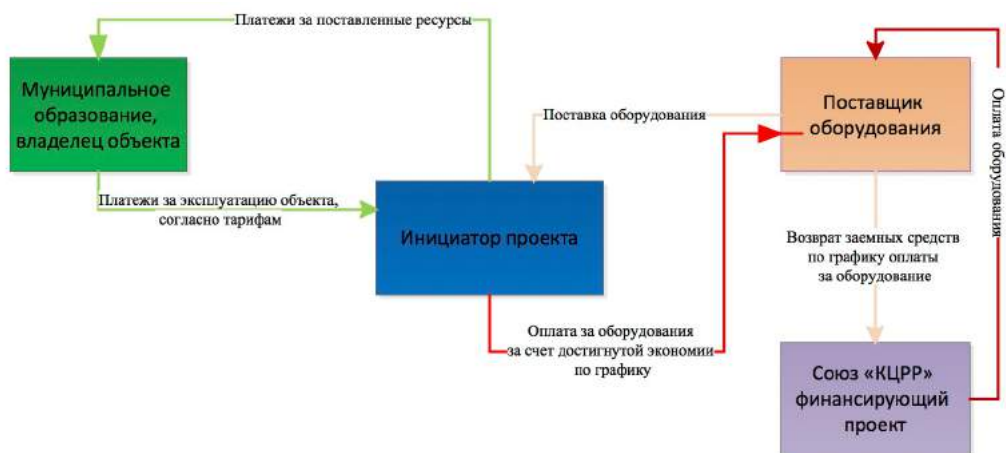 Платежи за поставленные ресурсы
Муниципальное
образование,
владелец объекта
Поставка оборудования
Поставщик
оборудования
Оплата оборудования
Платежи за эксплуатацию объекта,
согласно тарифам
Инициатор проекта
Возврат заемных средств
по графику оплаты
за оборудование
Оплата за оборудования
за счет достигнутой экономии
по графику
Союз «КЦРР»
финансирующий
проект